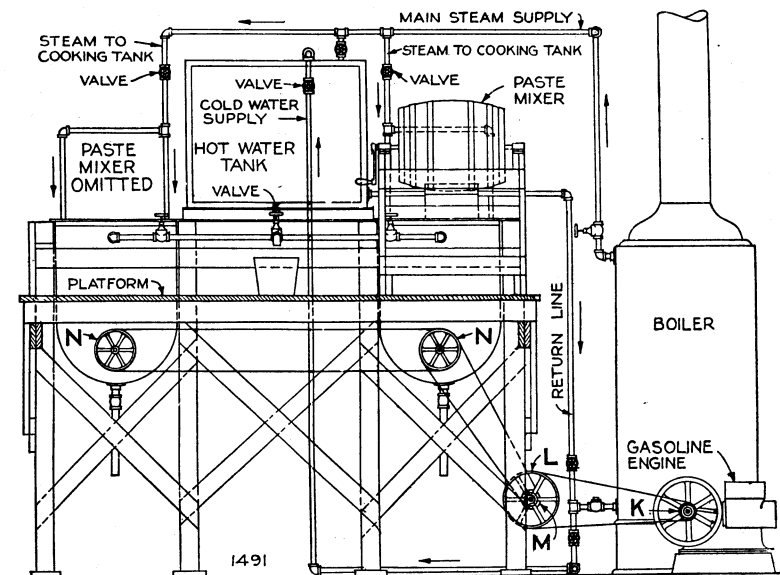 MAIN STEAM SUPPLY
STEAM TO
COOKING TANK
VALVE
STEAM TO COOKING TANK
VALVE
VALVE
COLD WATER
SUPPLY
PASTE
MIXER
PASTE
MIXER
OMITTED
HOT WATER
TANK
VALVE
PLATFORM
BOILER
N
N
RETURN LINE
L
GASOLINE
ENGINE
K
M
1491